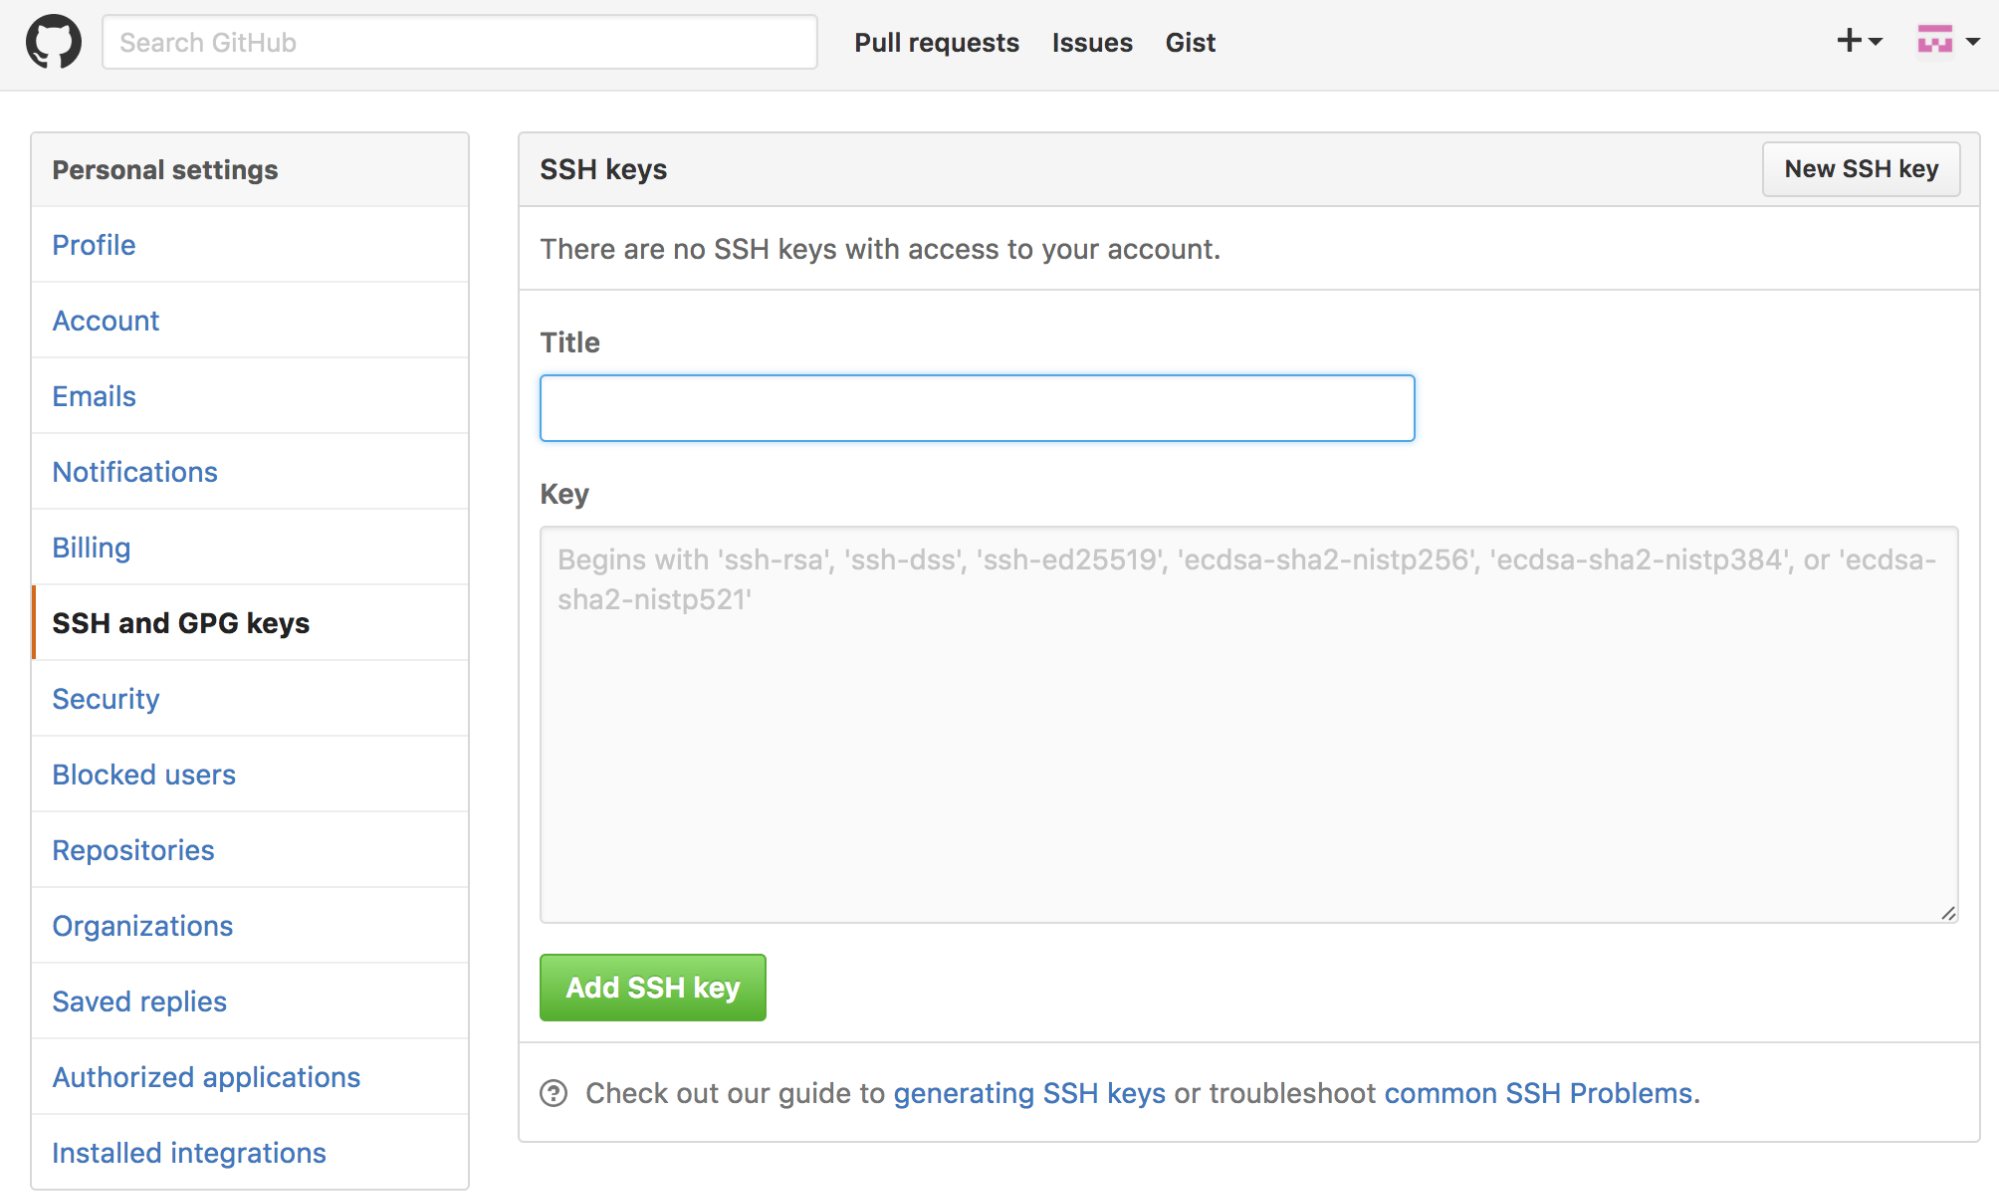 Search GitHub
Pull requests Issues Gist
Personal settings
Profile
Account
Emails
Notifications
Billing
SSH and GPG keys
Security
Blocked users
Repositories
Organizations
Saved replies
Authorized applications
Installed integrations
SSH keys
New SSH key
There are no SSH keys with access to your account.
Title
Key
Begins with 'ssh-rsa', 'ssh-dss', 'ssh-ed25519', 'ecdsa-sha2-nistp256', 'ecdsa-sha2-nistp384', or 'ecdsa-
sha2-nistp521'
Add SSH key
Check out our guide to generating SSH keys or troubleshoot common SSH Problems.